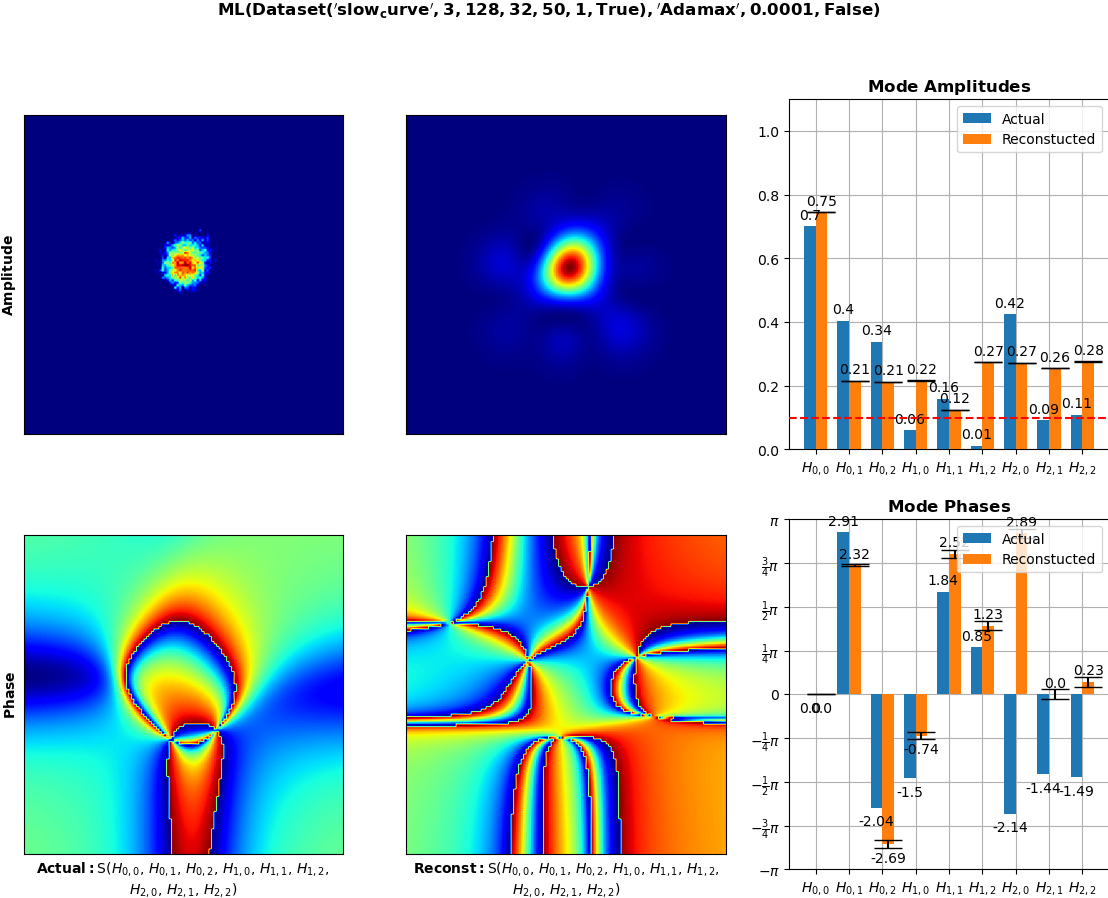 ML(Dataset('slow_curve', 3, 128, 32, 50, 1, True), 'Adamax', 0.0001, False)
Amplitude
Mode Amplitudes
Actual
Reconstucted
1.0
0.8
0.6
0.4
0.2
0.0
0.7
0.75
0.4
0.21
0.34
0.21
0.06
0.22
0.16
0.12
0.01
0.27
0.42
0.27
0.09
0.26
0.11
0.28
H0,0 H0,1 H0,2 H1,0 H1,1 H1,2 H2,0 H2,1 H2,2
Phase
Mode Phases
Actual
Reconstucted
π
3/4π
1/2π
1/4π
0
−1/4π
−1/2π
−3/4π
−π
0.0
0.0
2.91
2.32
-2.04
-2.69
-1.5
-0.74
1.84
0.85
1.23
-2.14
2.89
-1.44
0.0
-1.49
0.23
H0,0 H0,1 H0,2 H1,0 H1,1 H1,2 H2,0 H2,1 H2,2
Actual: S(H0,0, H0,1, H0,2, H1,0, H1,1, H1,2,
H2,0, H2,1, H2,2)
Reconst: S(H0,0, H0,1, H0,2, H1,0, H1,1, H1,2,
H2,0, H2,1, H2,2)